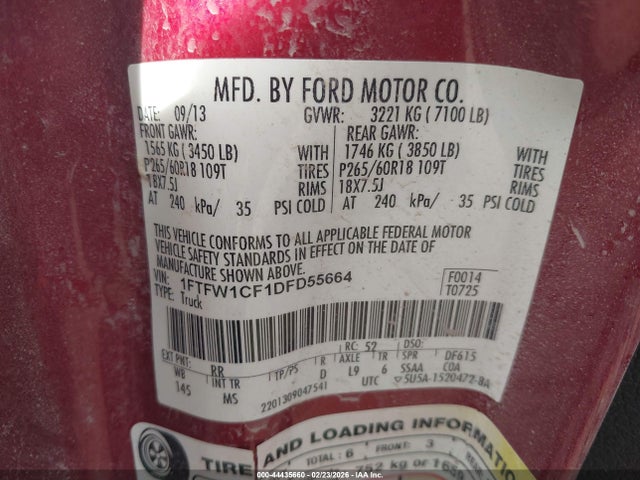 MFD. BY FORD MOTOR CO.
DATE: 09/13 GVWR: 3221 KG ( 7100 LB)
FRONT GAWR: REAR GAWR:
1565 KG ( 3450 LB) WITH 1746 KG ( 3850 LB) WITH
P265/60R18 109T TIRES P265/60R18 109T TIRES
18X7.5J RIMS 18X7.5J RIMS
AT 240 kPa/ 35 PSI COLD AT 240 kPa/ 35 PSI COLD
THIS VEHICLE CONFORMS TO ALL APPLICABLE FEDERAL MOTOR
VEHICLE SAFETY STANDARDS IN EFFECT ON THE DATE OF
MANUFACTURE SHOWN ABOVE.
VIN: 1FTFW1CF1DFD55664 F0014
TYPE: Truck T0725
RC: 52 DSO:
EXT PNT: RR R AXLE TR SPR DF615
WB INT TR TP/PS D L9 6 SSAA COA
145 MS 2201309047541 UTC 5U5A-1520472-BA
TIRE AND LOADING INFORMATION
TOTAL: 6 FRONT: 3
752 kg or
000-44435660 - 02/23/2026 - IAA Inc.